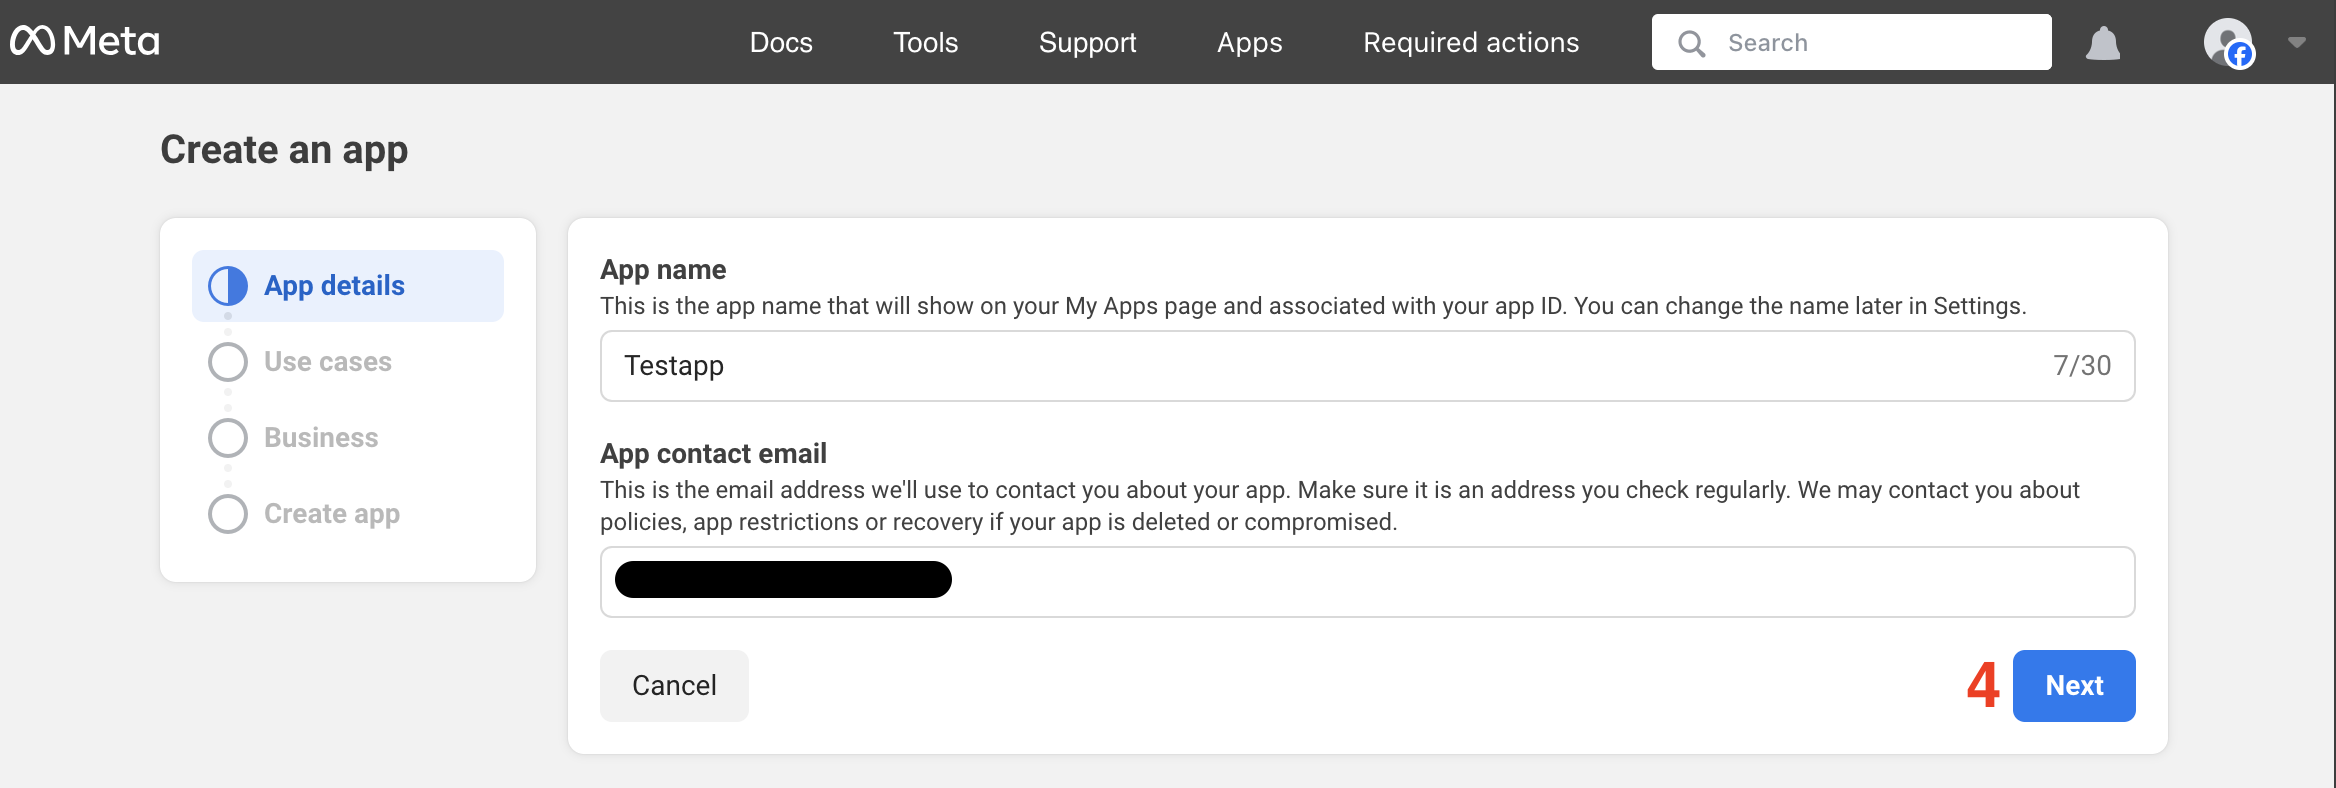 Meta
Docs
Tools
Support
Apps
Required actions
Search
Create an app
App details
Use cases
Business
Create app
App name
This is the app name that will show on your My Apps page and associated with your app ID. You can change the name later in Settings.
Testapp
7/30
App contact email
This is the email address we'll use to contact you about your app. Make sure it is an address you check regularly. We may contact you about
policies, app restrictions or recovery if your app is deleted or compromised.
Cancel
4
Next